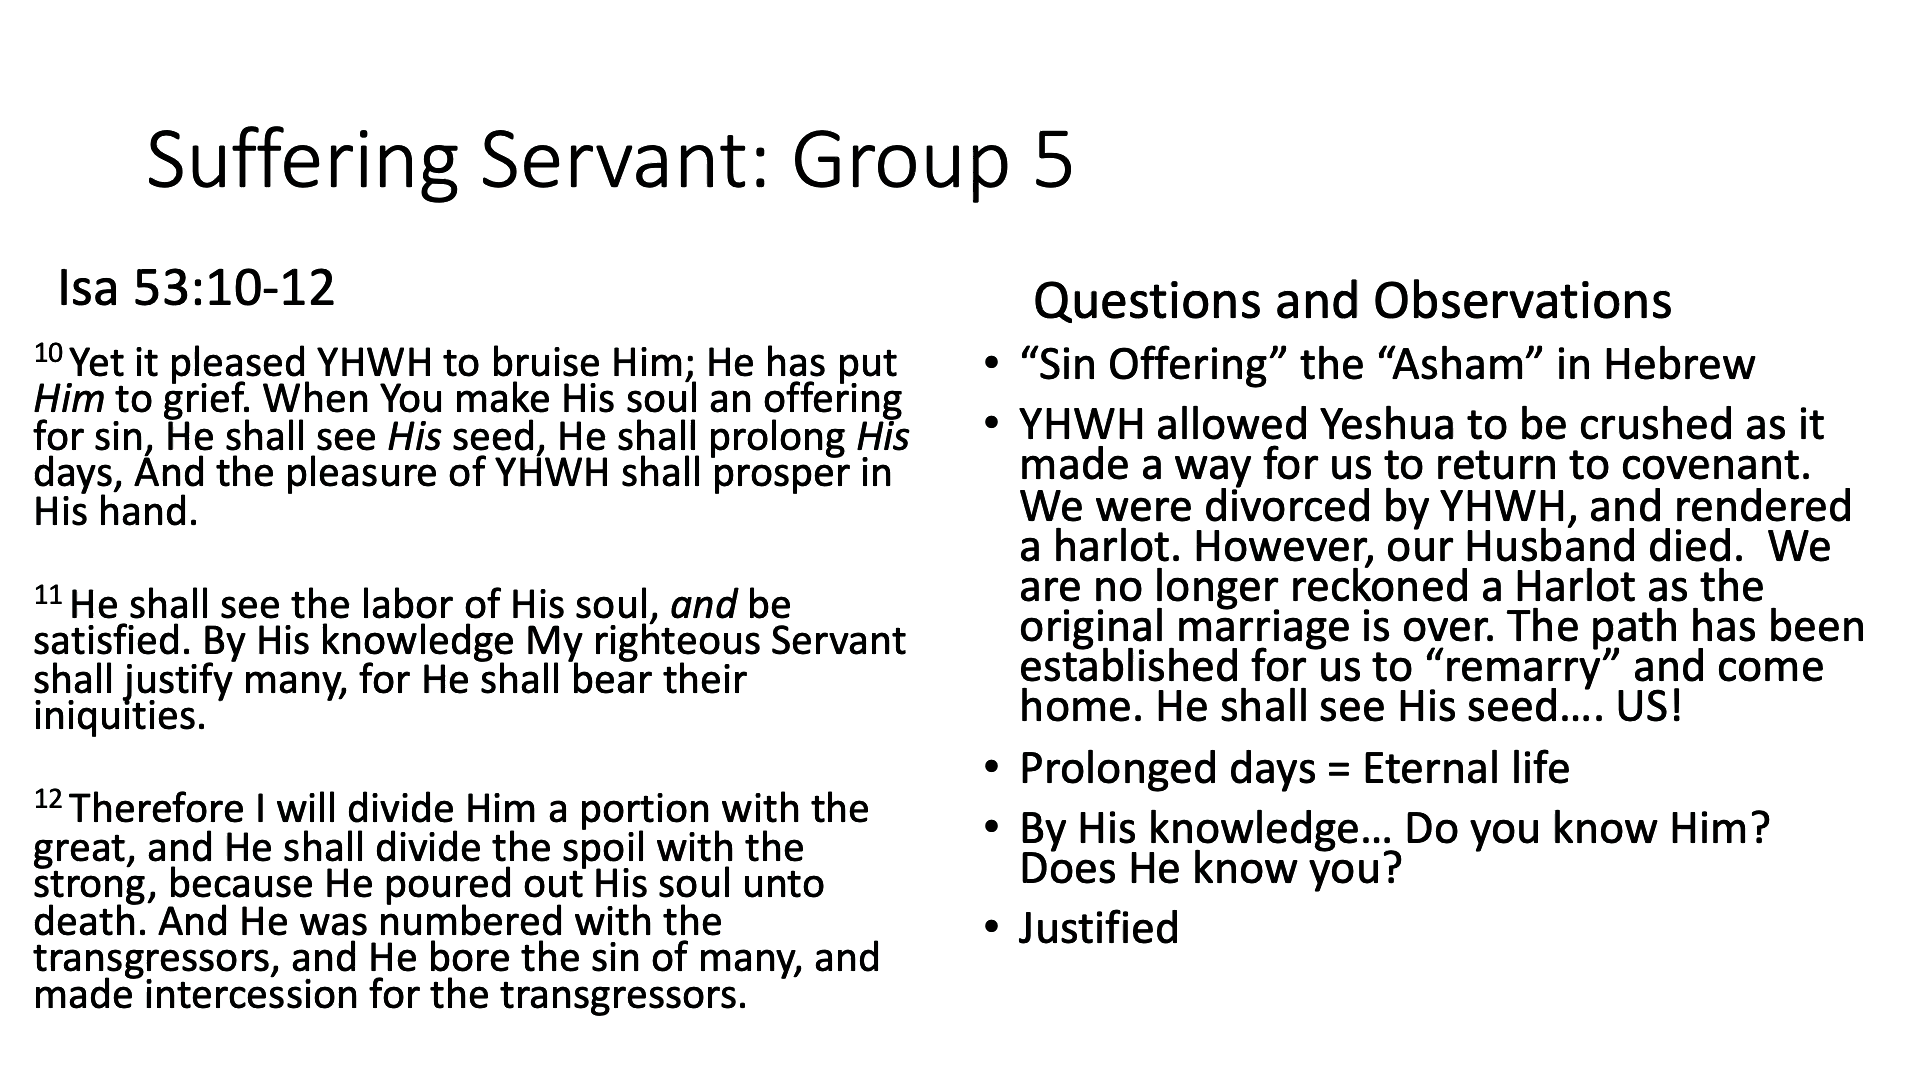 Suffering Servant: Group 5
Isa 53:10-12
10 Yet it pleased YHWH to bruise Him; He has put
Him to grief. When You make His soul an offering
for sin, He shall see His seed, He shall prolong His
days, And the pleasure of YHWH shall prosper in
His hand.
11 He shall see the labor of His soul, and be
satisfied. By His knowledge My righteous Servant
shall justify many, for He shall bear their
iniquities.
12 Therefore I will divide Him a portion with the
great, and He shall divide the spoil with the
strong, because He poured out His soul unto
death. And He was numbered with the
transgressors, and He bore the sin of many, and
made intercession for the transgressors.
Questions and Observations
• “Sin Offering” the “Asham” in Hebrew
• YHWH allowed Yeshua to be crushed as it
made a way for us to return to covenant.
We were divorced by YHWH, and rendered
a harlot. However, our Husband died.  We
are no longer reckoned a Harlot as the
original marriage is over. The path has been
established for us to “remarry” and come
home. He shall see His seed…. US!
• Prolonged days = Eternal life
• By His knowledge… Do you know Him?
Does He know you?
• Justified